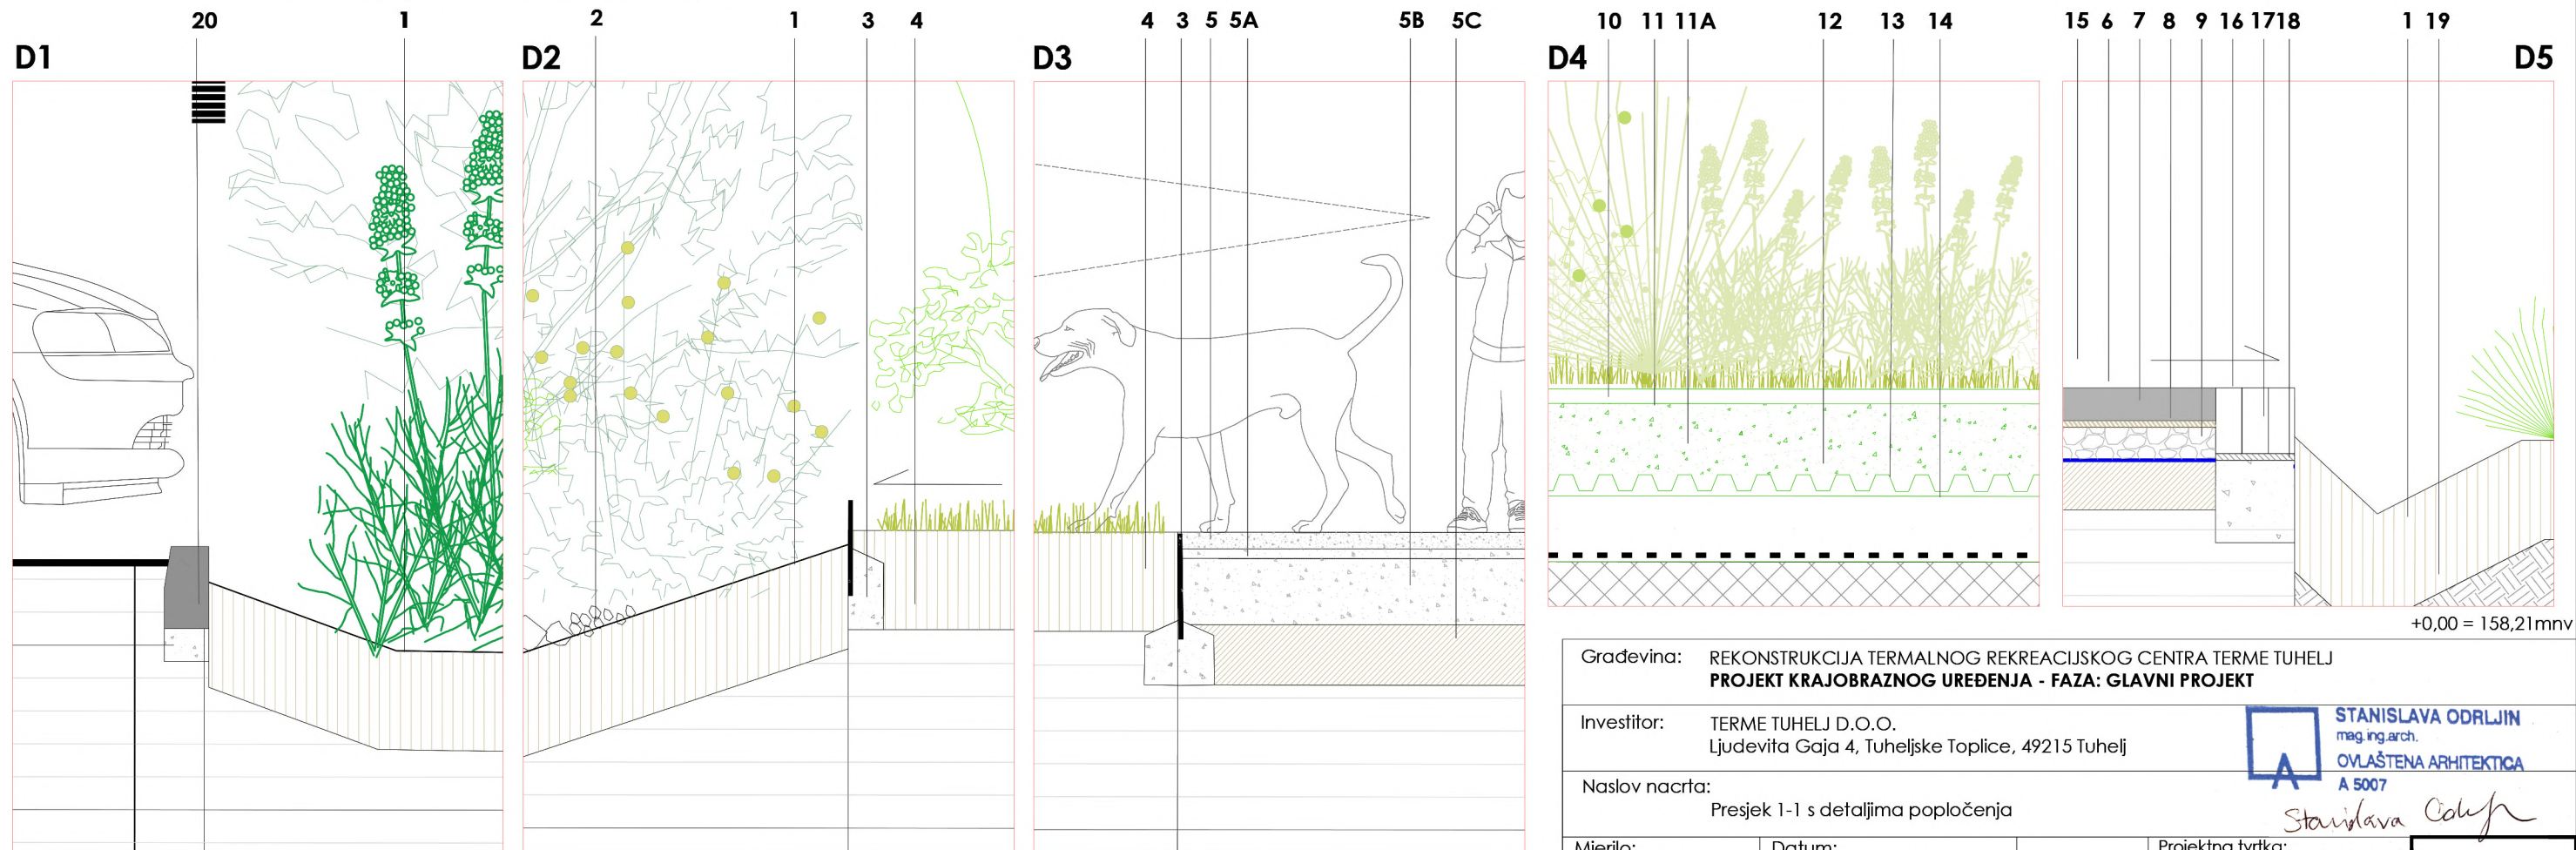 20 1 2 1 3 4 4 3 5 5A 5B 5C 10 11 11A 12 13 14 15 6 7 8 9 16 17 18 1 19
D1 D2 D3 D4 D5
+0,00 = 158,21mnv
Građevina: REKONSTRUKCIJA TERMALNOG REKREACIJSKOG CENTRA TERME TUHELJ
PROJEKT KRAJOBRAZNOG UREĐENJA - FAZA: GLAVNI PROJEKT
Investitor: TERME TUHELJ D.O.O.
Ljudevita Gaja 4, Tuheljske Toplice, 49215 Tuhelj
STANISLAVA ODRLJIN
mag.ing.arch.
OVLAŠTENA ARHITEKTICA
A 5007
Naslov nacrta:
Presjek 1-1 s detaljima popločenja
Stanislava
Mjerilo: Datum: Projektna tvrtka: